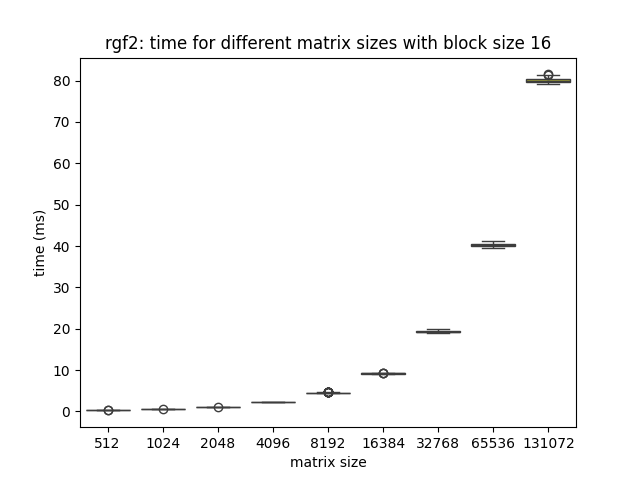 rgf2: time for different matrix sizes with block size 16
80
70
60
50
40
30
20
10
0
time (ms)
512 1024 2048 4096 8192 16384 32768 65536 131072
matrix size